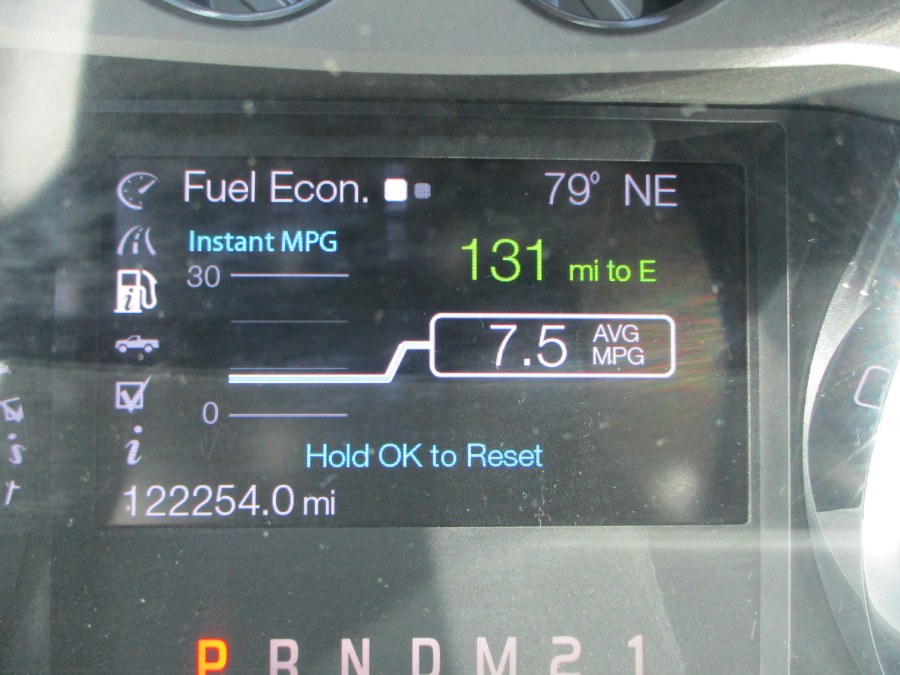 Fuel Econ. 79° NE
Instant MPG
131 mi to E
30
7.5 AVG MPG
0
Hold OK to Reset
122254.0 mi
P R N D M 2 1